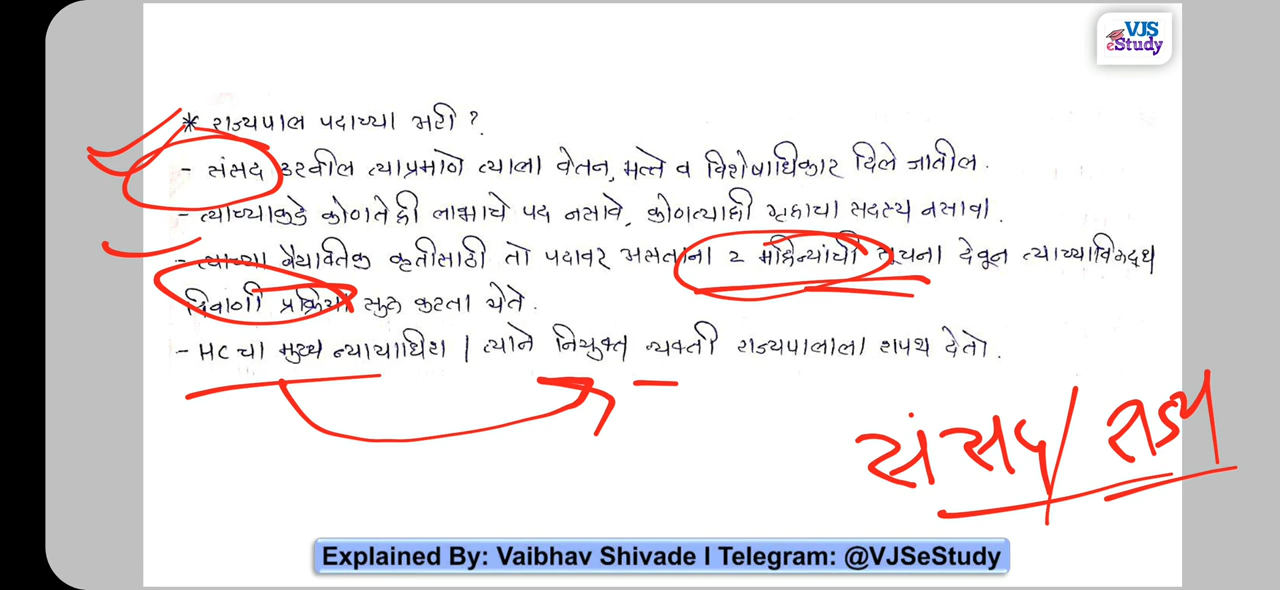 VJS
eStudy
* राज्यपाल पदाच्या अटी ?
- संसद ठरवील त्याप्रमाणे त्याला वेतन, भत्ते व विशेषाधिकार दिले जातील.
- त्याच्याकडे कोणतेही लाभाचे पद नसावे, कोणत्याही गृहाचा सदस्य नसावा.
- त्याच्या वैयक्तिक कृतीसाठी तो पदावर असताना २ महिन्यांची सूचना देवून त्याच्याविरुद्ध
दिवाणी प्रक्रिया सुरु करता येते.
- HC चा मुख्य न्यायाधिश / त्याने नियुक्त व्यक्ती राज्यपालाला शपथ देतो.
संसद / राज्य
Explained By: Vaibhav Shivade I Telegram: @VJSeStudy